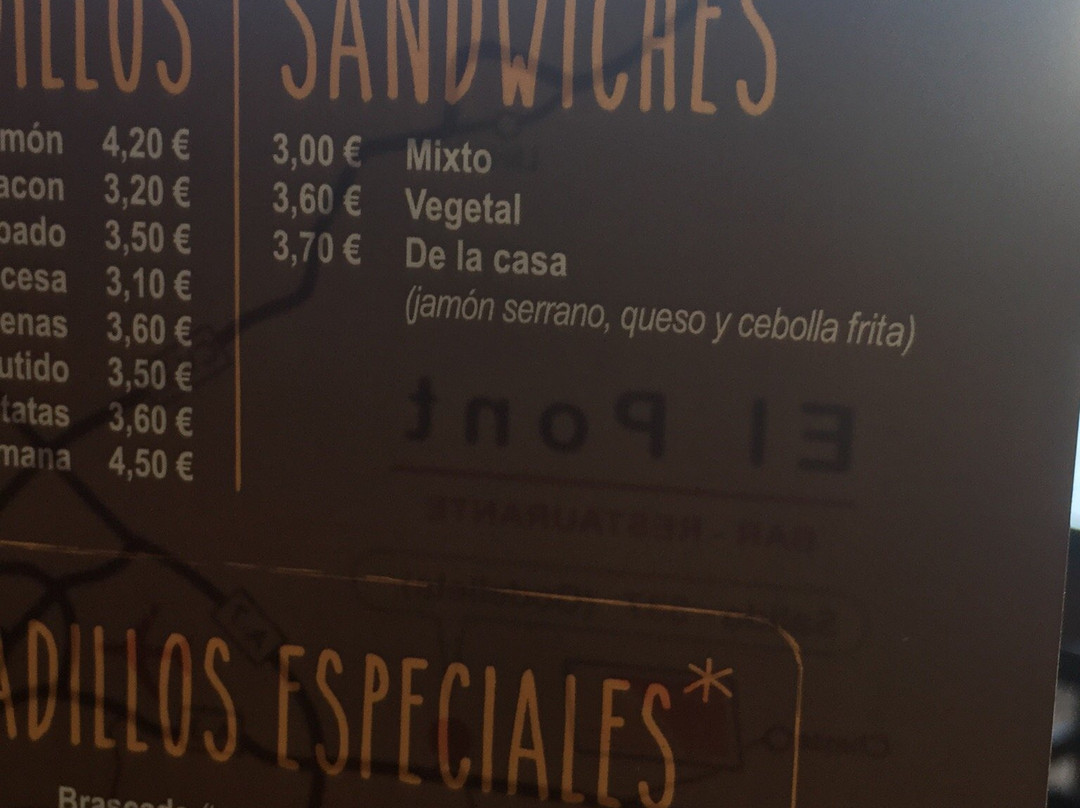 ILLOS
món 4,20 €
acon 3,20 €
pado 3,50 €
cesa 3,10 €
enas 3,60 €
utido 3,50 €
tatas 3,60 €
mana 4,50 €
SANDWICHES
3,00 € Mixto
3,60 € Vegetal
3,70 € De la casa
(jamón serrano, queso y cebolla frita)
El Pont
BAR - RESTAURANTE
ADILLOS ESPECIALES*